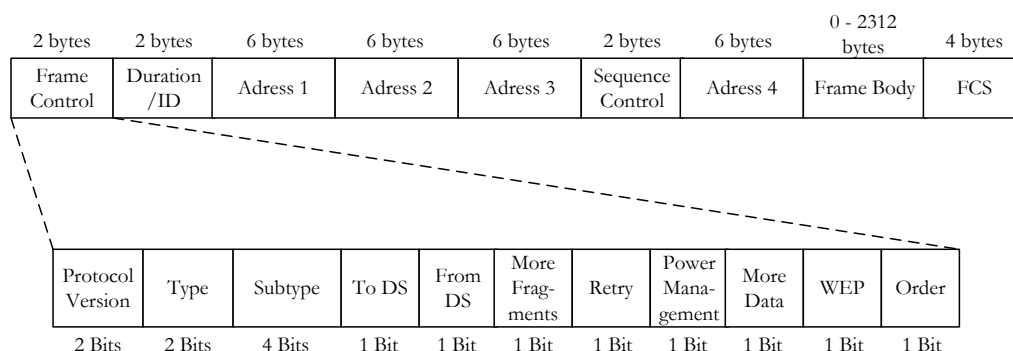 0 - 2312
2 bytes 2 bytes 6 bytes 6 bytes 6 bytes 2 bytes 6 bytes bytes 4 bytes
Frame Control
Duration /ID
Adress 1
Adress 2
Adress 3
Sequence Control
Adress 4
Frame Body
FCS
Protocol Version
Type
Subtype
To DS
From DS
More Frag-
ments
Retry
Power Mana-
gement
More Data
WEP
Order
2 Bits 2 Bits 4 Bits 1 Bit 1 Bit 1 Bit 1 Bit 1 Bit 1 Bit 1 Bit 1 Bit